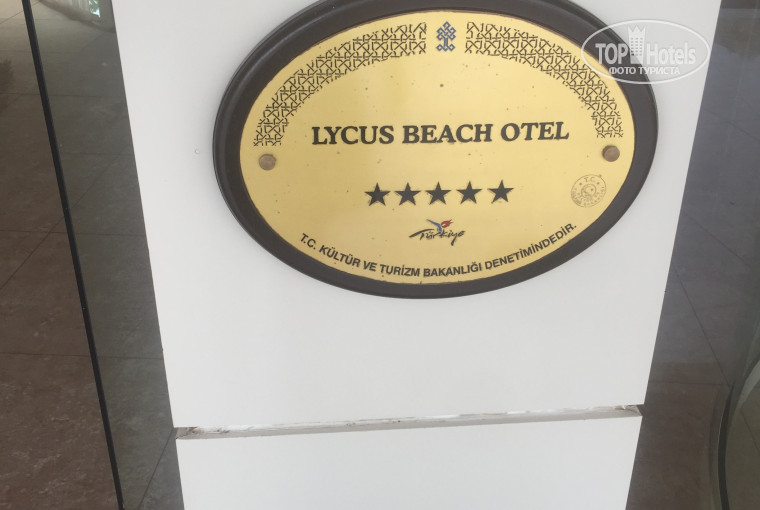 TOP Hotels
ФОТО ТУРИСТА
LYCUS BEACH OTEL
Türkiye
T.C. KÜLTÜR VE TURİZM BAKANLIĞI DENETİMİNDEDİR.
T.C.